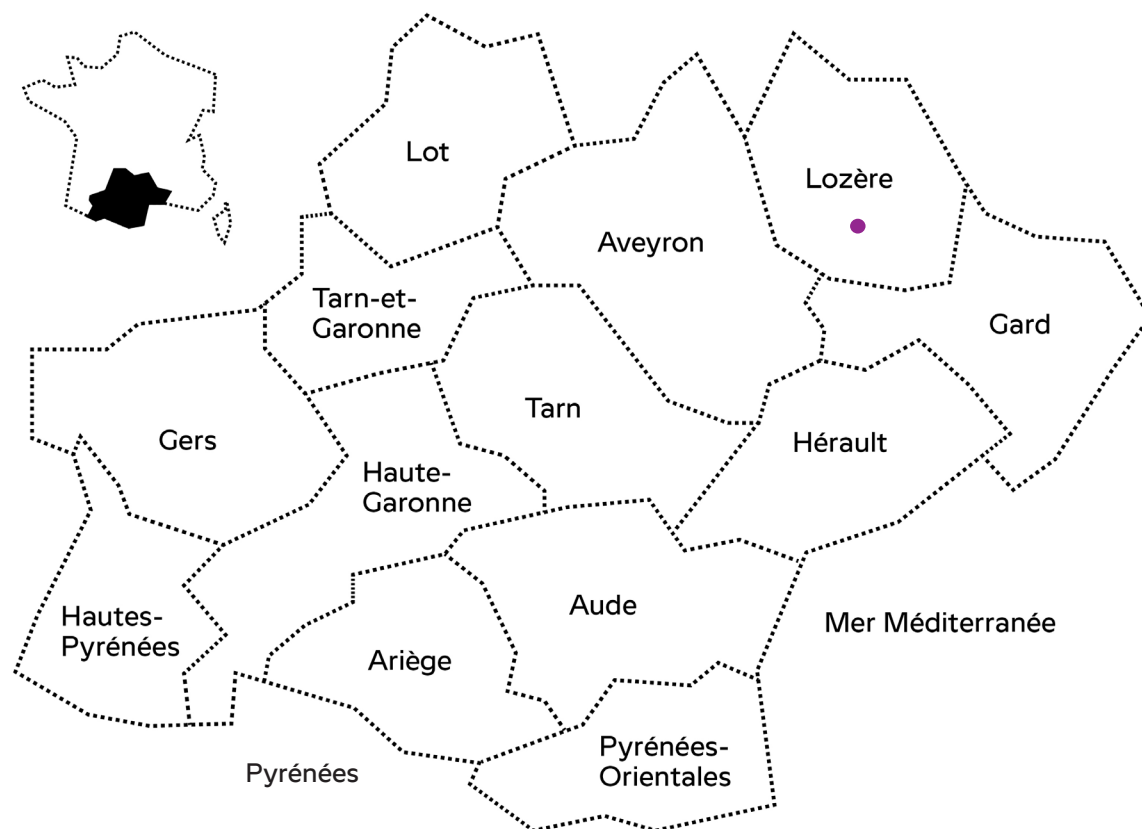 Lot
Lozère
Aveyron
Tarn-et-
Garonne
Gard
Tarn
Gers
Hérault
Haute-
Garonne
Aude
Hautes-
Pyrénées
Mer Méditerranée
Ariège
Pyrénées-
Orientales
Pyrénées